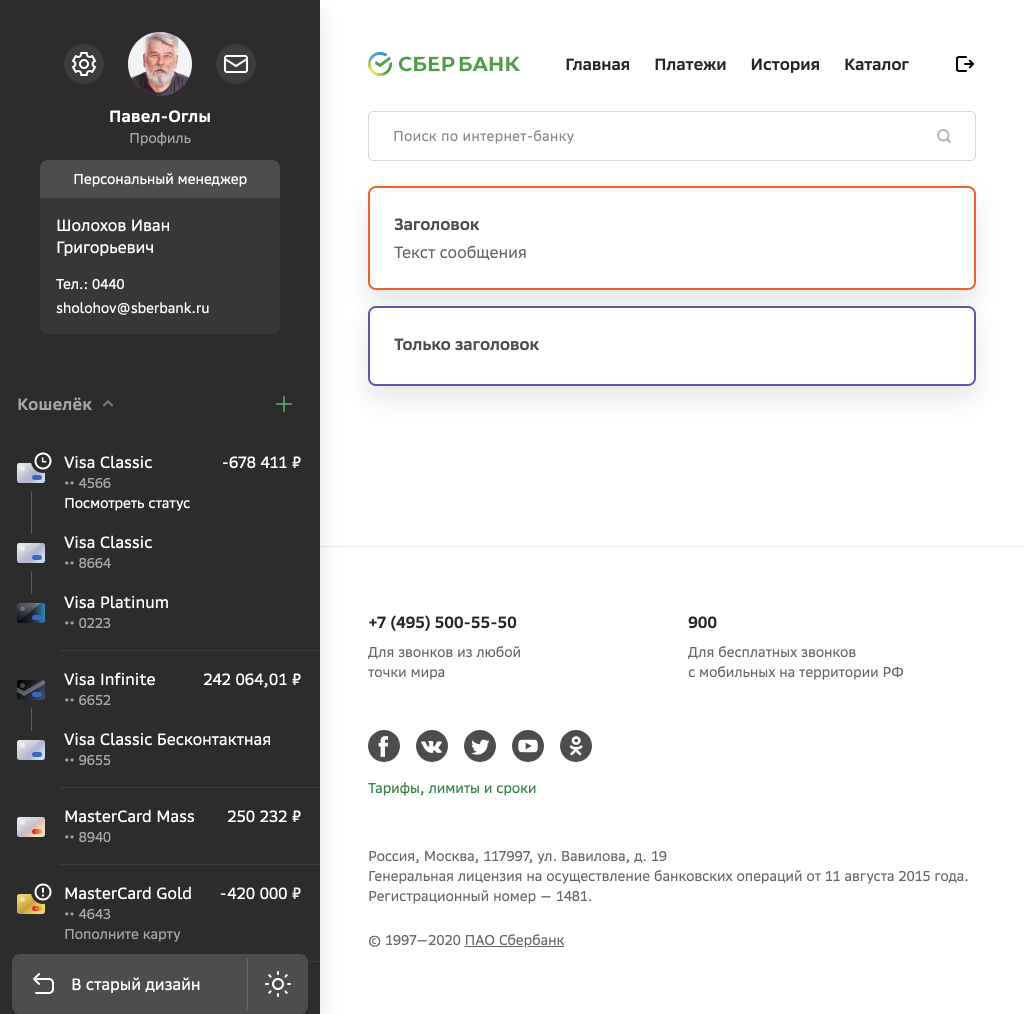 Павел-Оглы
Профиль
Персональный менеджер
Шолохов Иван
Григорьевич
Тел.: 0440
sholohov@sberbank.ru
Кошелёк
Visa Classic -678 411 ₽
•• 4566
Посмотреть статус
Visa Classic
•• 8664
Visa Platinum
•• 0223
Visa Infinite 242 064,01 ₽
•• 6652
Visa Classic Бесконтактная
•• 9655
MasterCard Mass 250 232 ₽
•• 8940
MasterCard Gold -420 000 ₽
•• 4643
Пополните карту
В старый дизайн
СБЕР БАНК
Главная Платежи История Каталог
Поиск по интернет-банку
Заголовок
Текст сообщения
Только заголовок
+7 (495) 500-55-50
Для звонков из любой
точки мира
900
Для бесплатных звонков
с мобильных на территории РФ
Тарифы, лимиты и сроки
Россия, Москва, 117997, ул. Вавилова, д. 19
Генеральная лицензия на осуществление банковских операций от 11 августа 2015 года.
Регистрационный номер — 1481.
© 1997—2020 ПАО Сбербанк